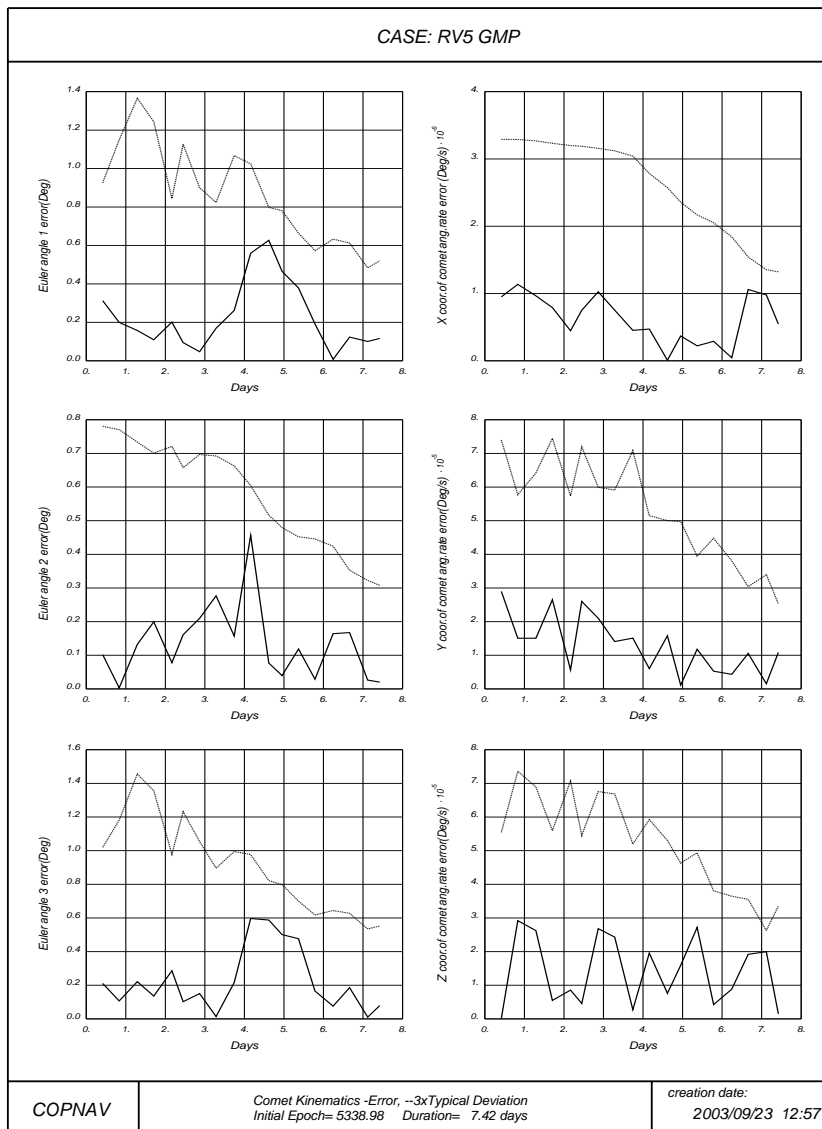 CASE: RV5 GMP
1.4
1.2
1.0
0.8
0.6
0.4
0.2
0.0
Euler angle 1 error(Deg)
0. 1. 2. 3. 4. 5. 6. 7. 8.
Days
4.
3.
2.
1.
0.
X coor.of comet ang.rate error (Deg/s) · 10-6
0. 1. 2. 3. 4. 5. 6. 7. 8.
Days
0.8
0.7
0.6
0.5
0.4
0.3
0.2
0.1
0.0
Euler angle 2 error(Deg)
0. 1. 2. 3. 4. 5. 6. 7. 8.
Days
8.
7.
6.
5.
4.
3.
2.
1.
0.
Y coor.of comet ang.rate error(Deg/s) · 10-5
0. 1. 2. 3. 4. 5. 6. 7. 8.
Days
1.6
1.4
1.2
1.0
0.8
0.6
0.4
0.2
0.0
Euler angle 3 error(Deg)
0. 1. 2. 3. 4. 5. 6. 7. 8.
Days
8.
7.
6.
5.
4.
3.
2.
1.
0.
Z coor.of comet ang.rate error(Deg/s) · 10-5
0. 1. 2. 3. 4. 5. 6. 7. 8.
Days
COPNAV
Comet Kinematics -Error, --3xTypical Deviation
Initial Epoch= 5338.98 Duration= 7.42 days
creation date:
2003/09/23 12:57